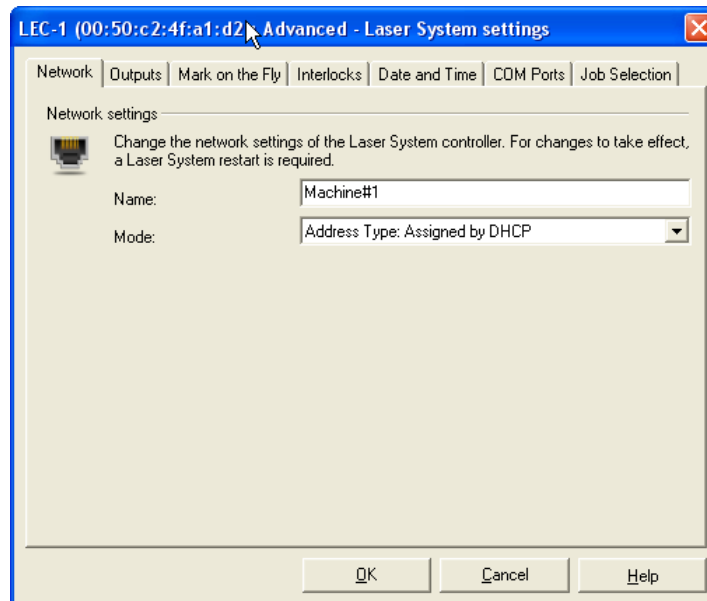 LEC-1 (00:50:c2:4f:a1:d2) Advanced - Laser System settings
Network Outputs Mark on the Fly Interlocks Date and Time COM Ports Job Selection
Network settings
Change the network settings of the Laser System controller. For changes to take effect,
a Laser System restart is required.
Name: Machine#1
Mode: Address Type: Assigned by DHCP
OK Cancel Help